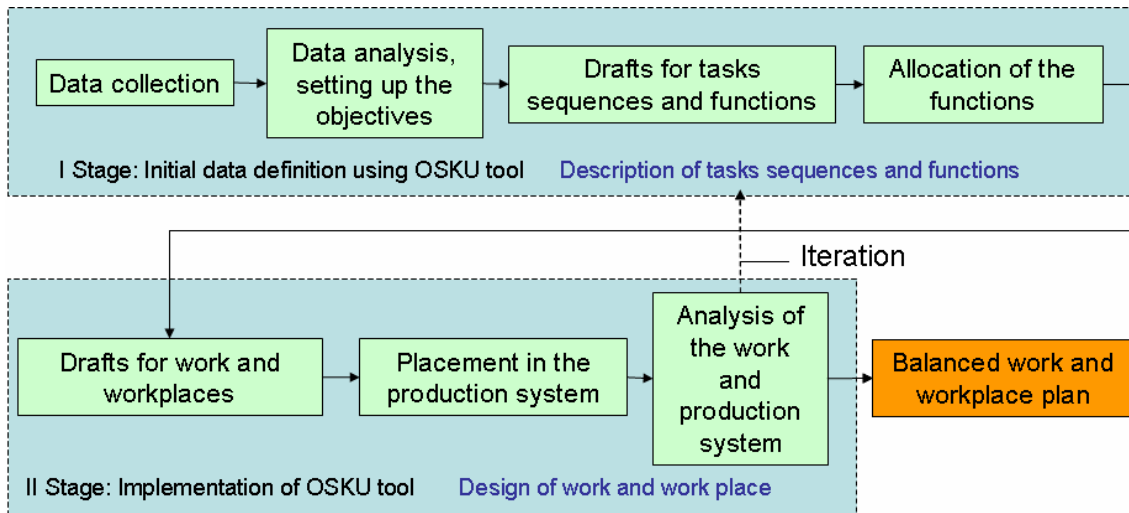 Data collection
Data analysis,
setting up the
objectives
Drafts for tasks
sequences and functions
Allocation of the
functions
I Stage: Initial data definition using OSKU tool
Description of tasks sequences and functions
Iteration
Drafts for work and
workplaces
Placement in the
production system
Analysis of
the work
and
production
system
Balanced work and
workplace plan
II Stage: Implementation of OSKU tool
Design of work and work place